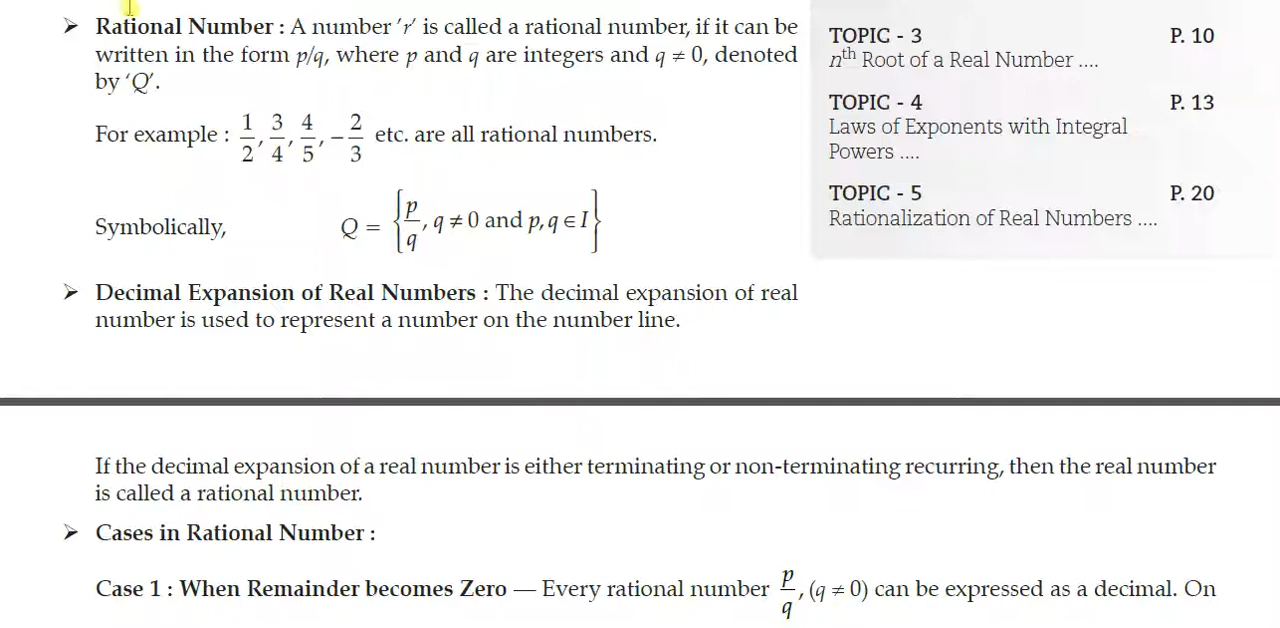 ➤ Rational Number : A number 'r' is called a rational number, if it can be
written in the form p/q, where p and q are integers and q ≠ 0, denoted
by 'Q'.
For example : 1/2, 3/4, 4/5, −2/3 etc. are all rational numbers.
Symbolically, Q = {p/q, q ≠ 0 and p, q ∈ I}
➤ Decimal Expansion of Real Numbers : The decimal expansion of real
number is used to represent a number on the number line.
TOPIC - 3 P. 10
nth Root of a Real Number ....
TOPIC - 4 P. 13
Laws of Exponents with Integral
Powers ....
TOPIC - 5 P. 20
Rationalization of Real Numbers ....
If the decimal expansion of a real number is either terminating or non-terminating recurring, then the real number
is called a rational number.
➤ Cases in Rational Number :
Case 1 : When Remainder becomes Zero — Every rational number p/q, (q ≠ 0) can be expressed as a decimal. On